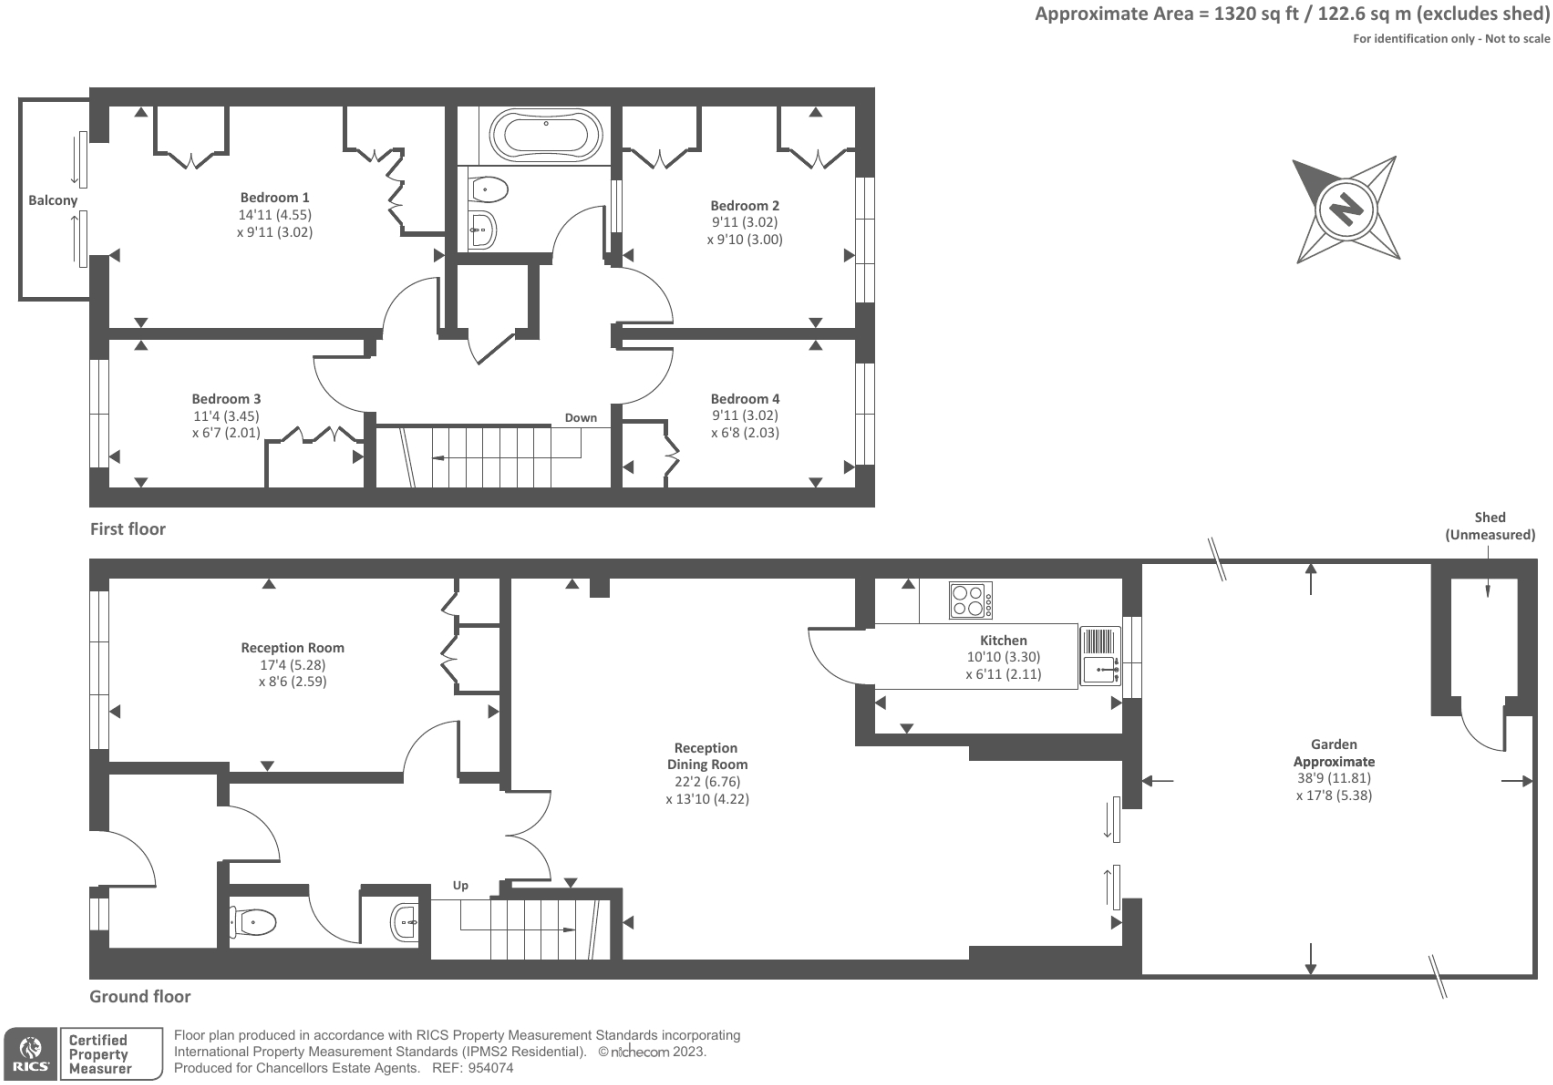 Approximate Area = 1320 sq ft / 122.6 sq m (excludes shed)
For identification only - Not to scale
Balcony
Bedroom 1
14'11 (4.55)
x 9'11 (3.02)
Bedroom 2
9'11 (3.02)
x 9'10 (3.00)
N
Bedroom 3
11'4 (3.45)
x 6'7 (2.01)
Down
Bedroom 4
9'11 (3.02)
x 6'8 (2.03)
First floor
Shed
(Unmeasured)
Reception Room
17'4 (5.28)
x 8'6 (2.59)
Kitchen
10'10 (3.30)
x 6'11 (2.11)
Reception
Dining Room
22'2 (6.76)
x 13'10 (4.22)
Garden
Approximate
38'9 (11.81)
x 17'8 (5.38)
Up
Ground floor
RICS
Certified
Property
Measurer
Floor plan produced in accordance with RICS Property Measurement Standards incorporating
International Property Measurement Standards (IPMS2 Residential). © nichecom 2023.
Produced for Chancellors Estate Agents. REF: 954074